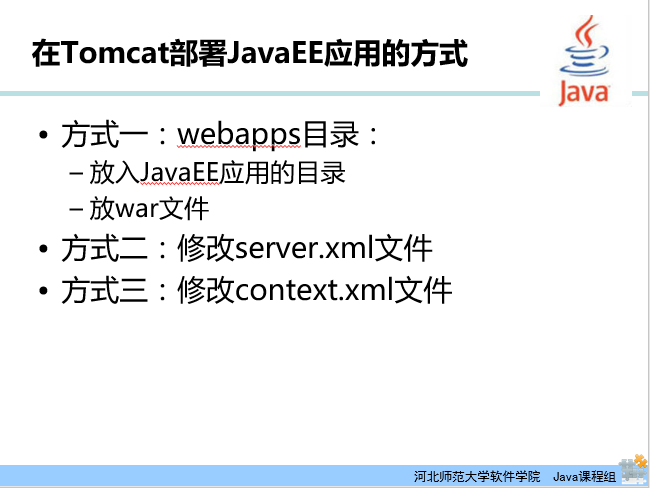 在Tomcat部署JavaEE应用的方式
Java
• 方式一：webapps目录：
– 放入JavaEE应用的目录
– 放war文件
• 方式二：修改server.xml文件
• 方式三：修改context.xml文件
河北师范大学软件学院 Java课程组